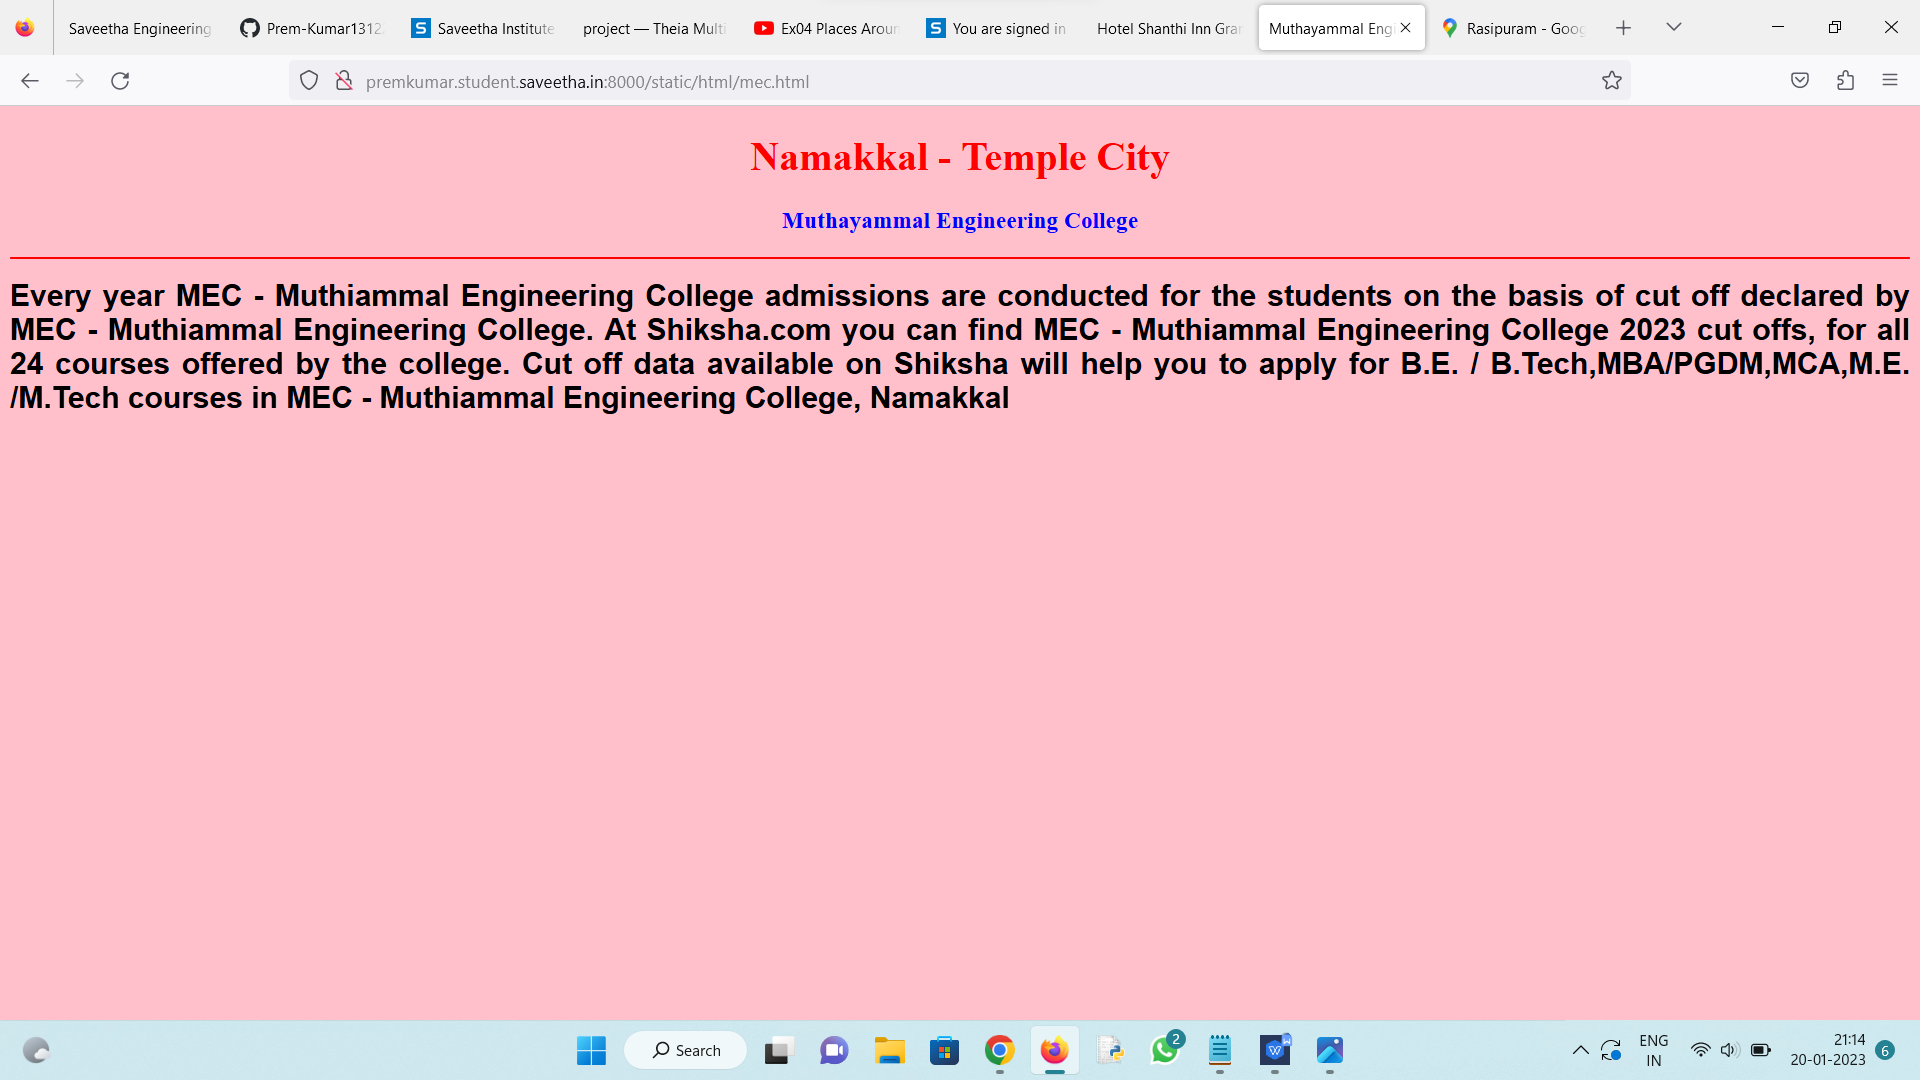 Saveetha Engineering
Prem-Kumar1312
Saveetha Institute
project — Theia Multi
Ex04 Places Aroun
You are signed in
Hotel Shanthi Inn Gran
Muthayammal Engi
Rasipuram - Goog
premkumar.student.saveetha.in:8000/static/html/mec.html
Namakkal - Temple City
Muthayammal Engineering College
Every year MEC - Muthiammal Engineering College admissions are conducted for the students on the basis of cut off declared by
MEC - Muthiammal Engineering College. At Shiksha.com you can find MEC - Muthiammal Engineering College 2023 cut offs, for all
24 courses offered by the college. Cut off data available on Shiksha will help you to apply for B.E. / B.Tech,MBA/PGDM,MCA,M.E.
/M.Tech courses in MEC - Muthiammal Engineering College, Namakkal
Search
2
ENG
IN
21:14
20-01-2023
6